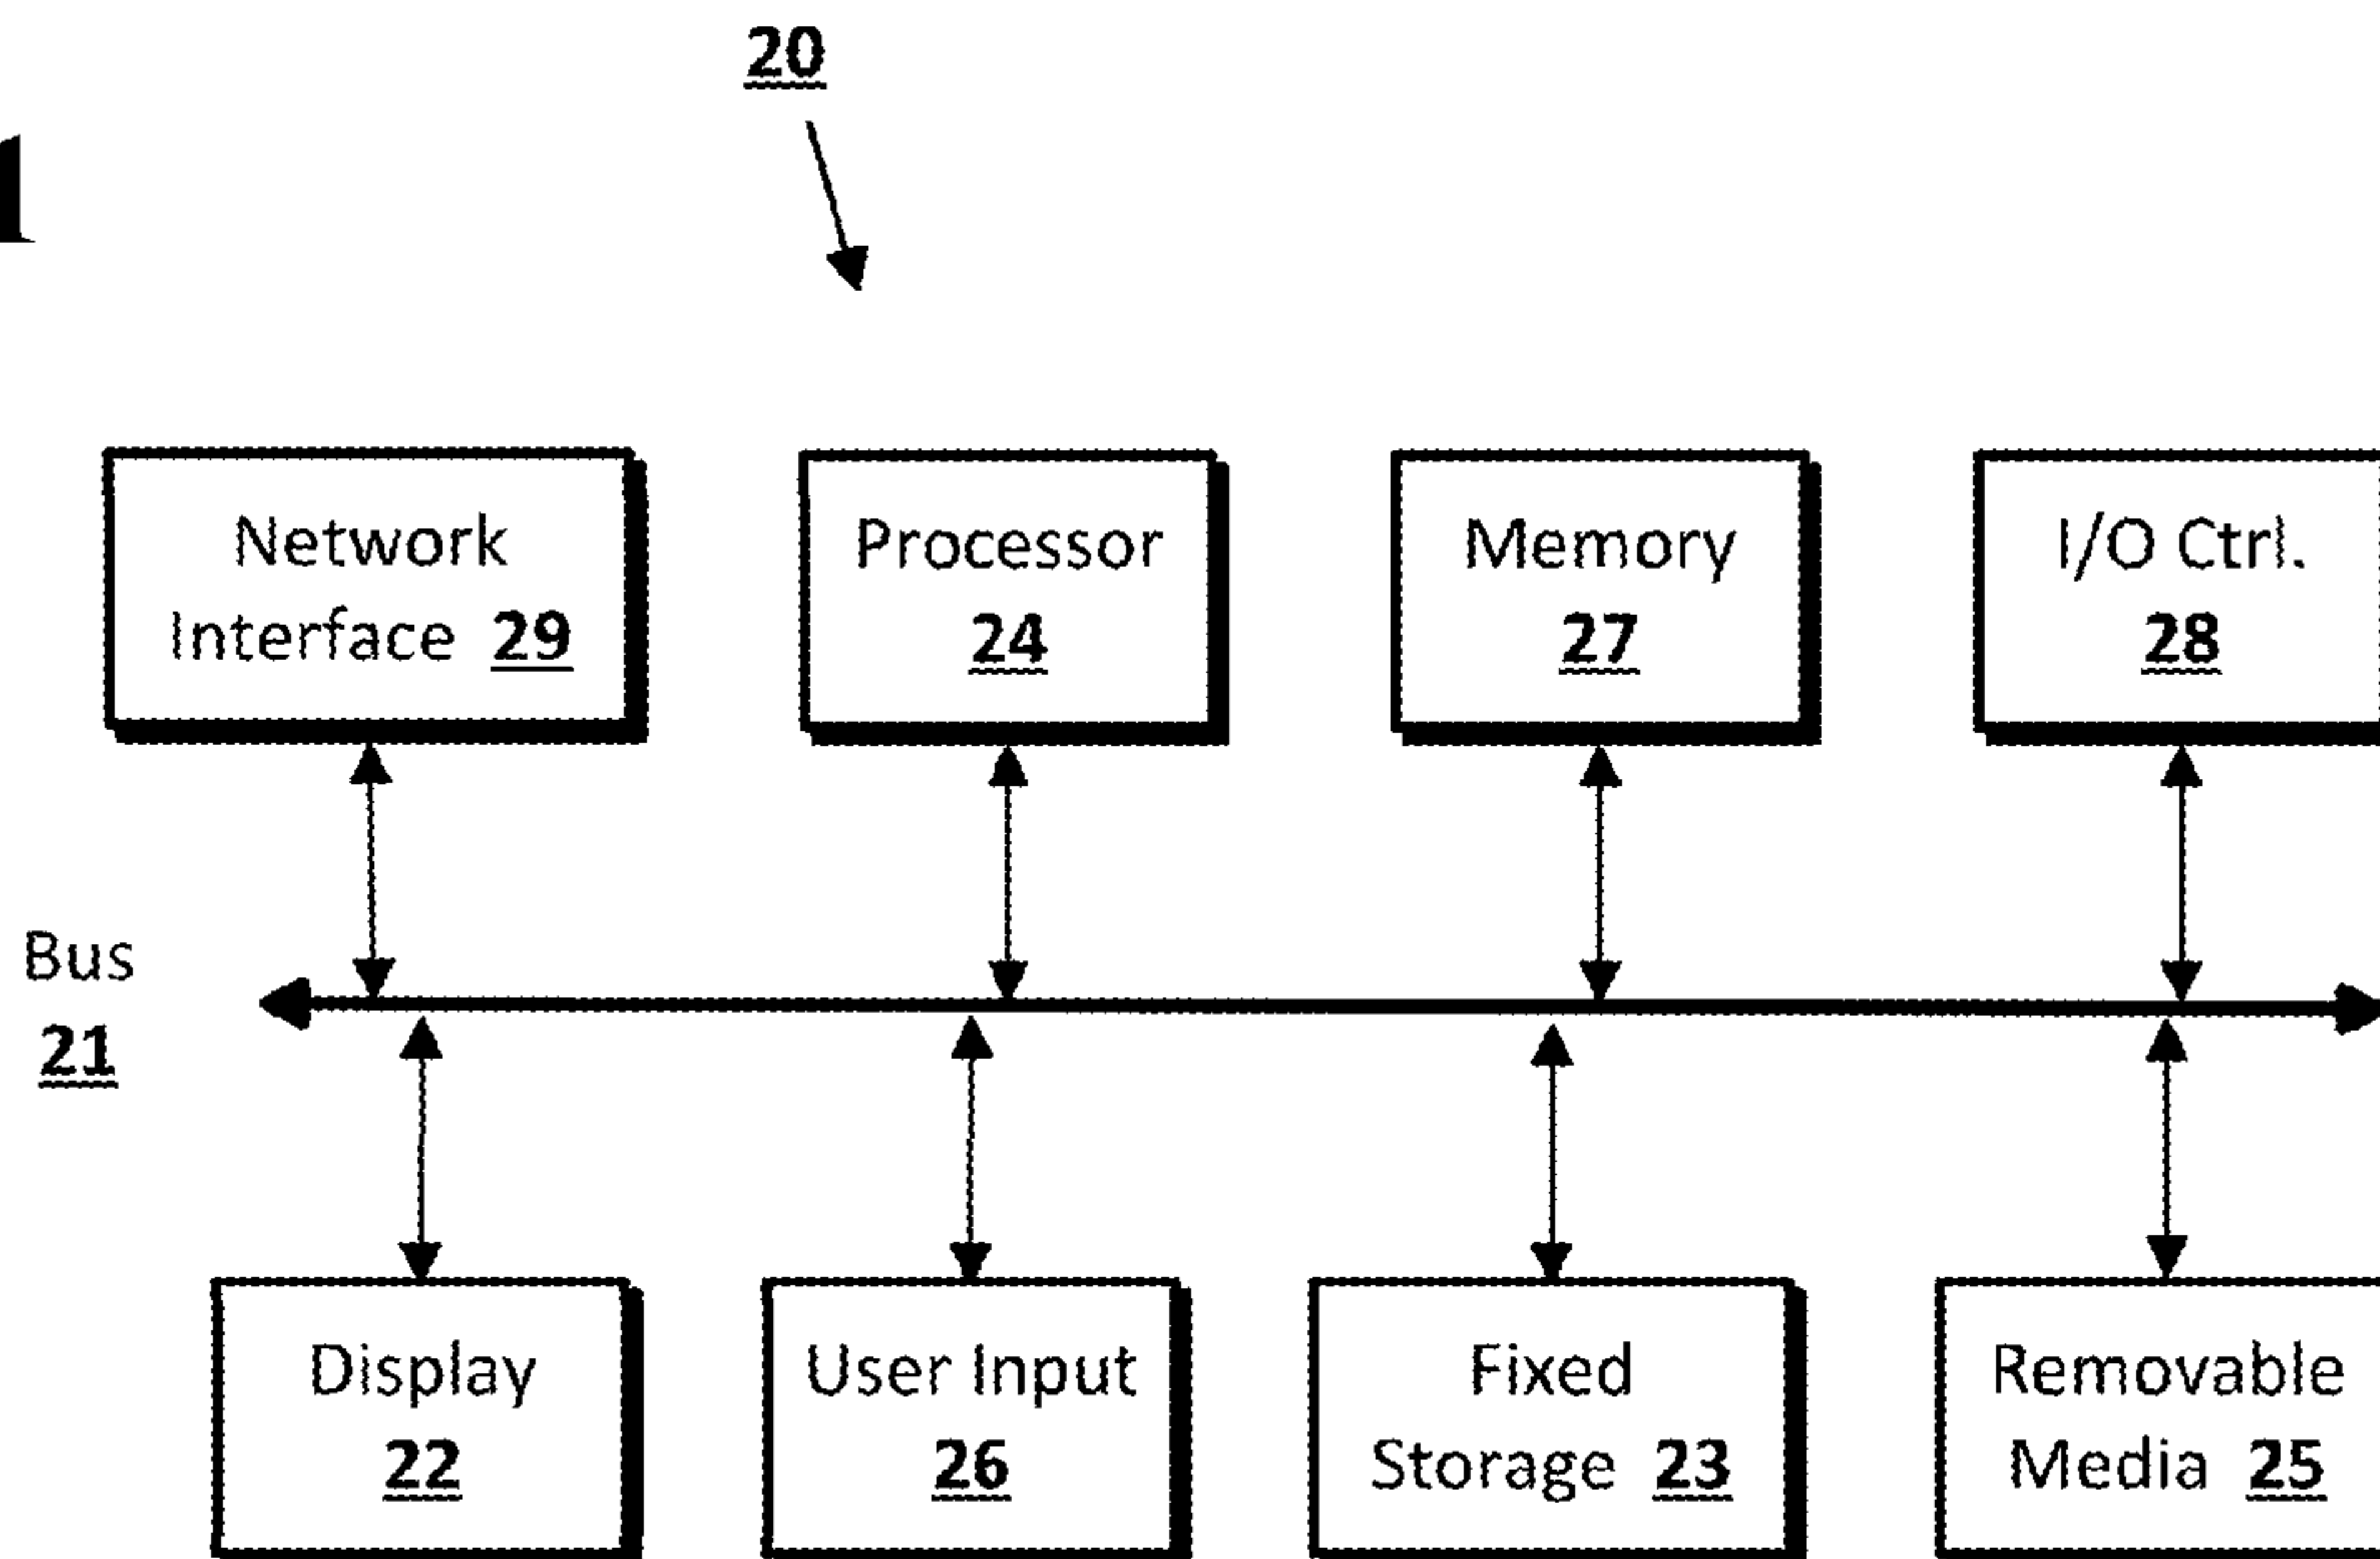 20
Network
Interface 29
Processor
24
Memory
27
I/O Ctrl.
28
Bus
21
Display
22
User Input
26
Fixed
Storage 23
Removable
Media 25